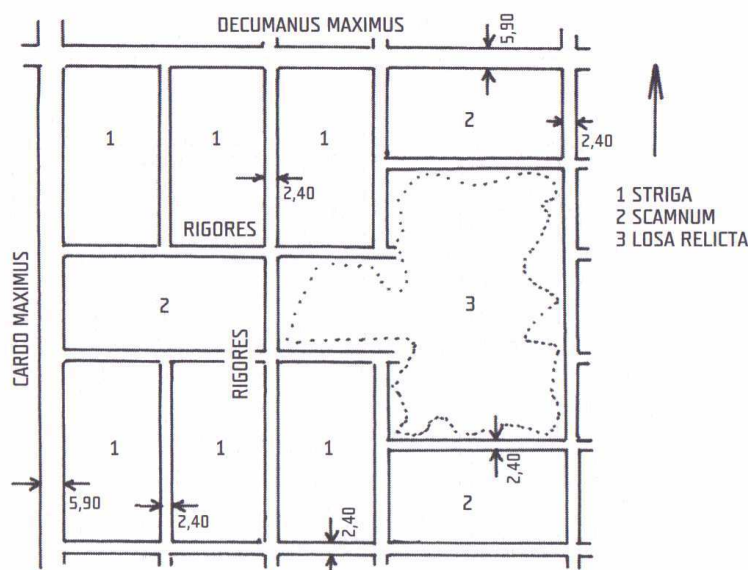 DECUMANUS MAXIMUS
5,90
1
1
1
2
2,40
2,40
1 STRIGA
2 SCAMNUM
3 LOSA RELICTA
RIGORES
CARDO MAXIMUS
2
3
RIGORES
1
1
1
2
5,90
2,40
2,40
2,40